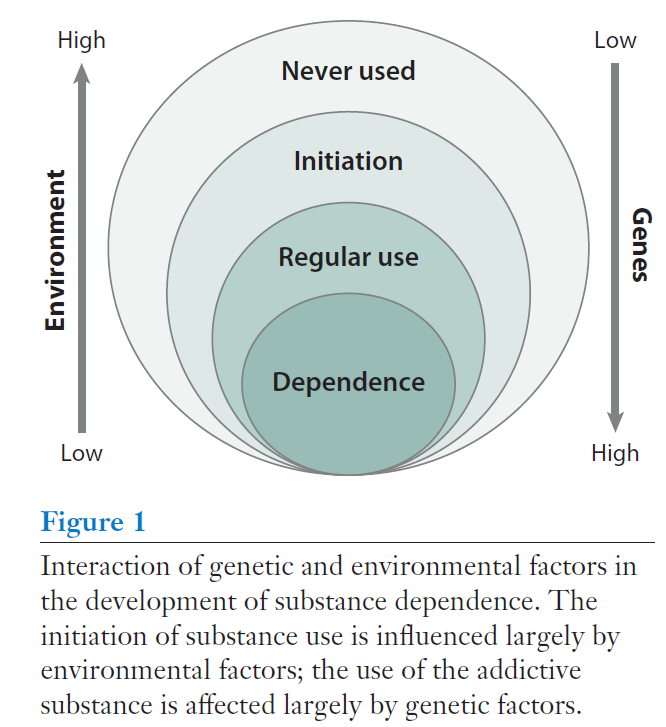 High
Low
Never used
Initiation
Environment
Genes
Regular use
Dependence
Low
High
Figure 1
Interaction of genetic and environmental factors in
the development of substance dependence. The
initiation of substance use is influenced largely by
environmental factors; the use of the addictive
substance is affected largely by genetic factors.